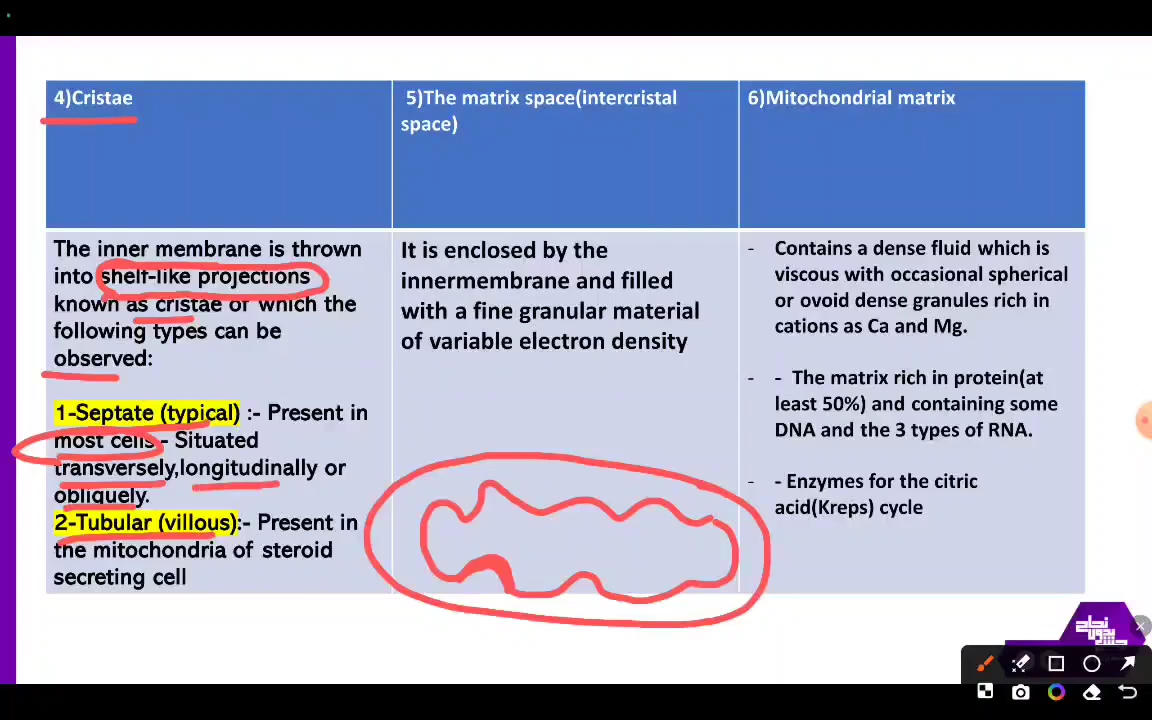 4)Cristae
5)The matrix space(intercristal
space)
6)Mitochondrial matrix
The inner membrane is thrown
into shelf-like projections
known as cristae of which the
following types can be
observed:
1-Septate (typical) :- Present in
most cells- Situated
transversely,longitudinally or
obliquely.
2-Tubular (villous):- Present in
the mitochondria of steroid
secreting cell
It is enclosed by the
innermembrane and filled
with a fine granular material
of variable electron density
- Contains a dense fluid which is
viscous with occasional spherical
or ovoid dense granules rich in
cations as Ca and Mg.
- - The matrix rich in protein(at
least 50%) and containing some
DNA and the 3 types of RNA.
- - Enzymes for the citric
acid(Kreps) cycle